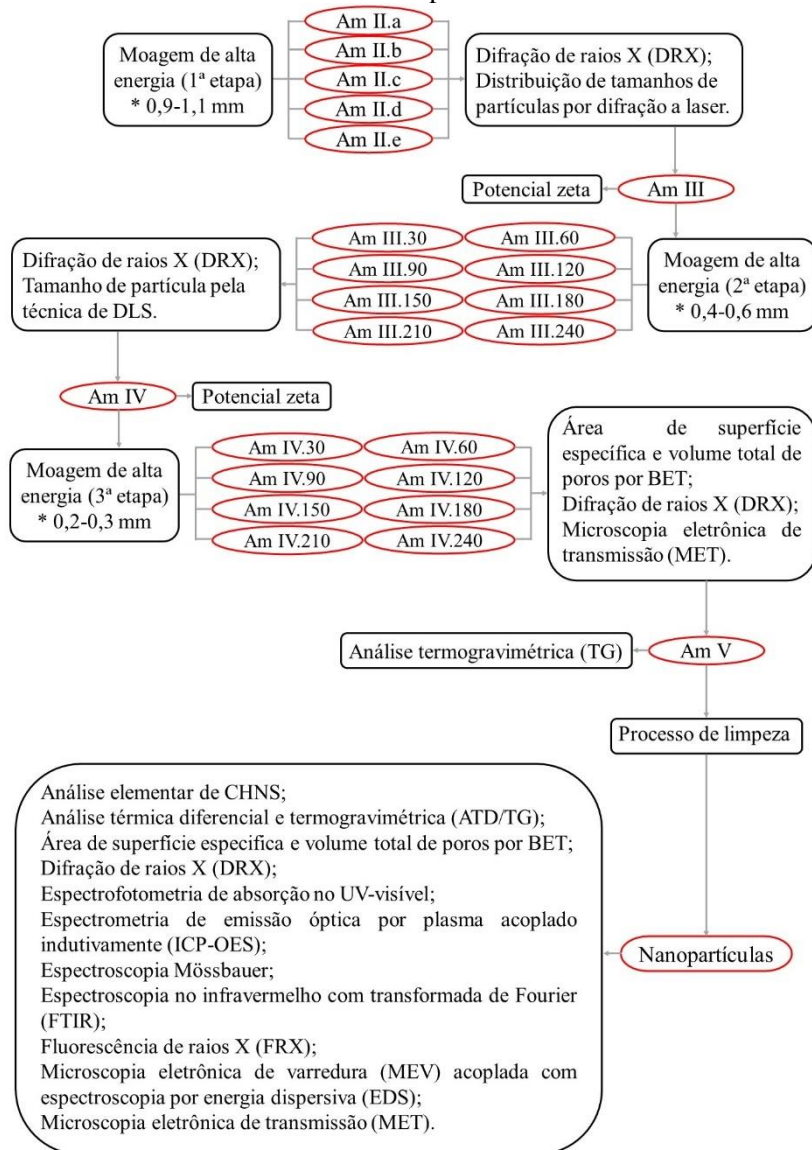 Moagem de alta
energia (1ª etapa)
* 0,9-1,1 mm
Am II.a
Am II.b
Am II.c
Am II.d
Am II.e
Difração de raios X (DRX);
Distribuição de tamanhos de
partículas por difração a laser.
Potencial zeta
Am III
Moagem de alta
energia (2ª etapa)
* 0,4-0,6 mm
Am III.30
Am III.60
Am III.90
Am III.120
Am III.150
Am III.180
Am III.210
Am III.240
Difração de raios X (DRX);
Tamanho de partícula pela
técnica de DLS.
Am IV
Potencial zeta
Moagem de alta
energia (3ª etapa)
* 0,2-0,3 mm
Am IV.30
Am IV.60
Am IV.90
Am IV.120
Am IV.150
Am IV.180
Am IV.210
Am IV.240
Área de superfície
específica e volume total de
poros por BET;
Difração de raios X (DRX);
Microscopia eletrônica de
transmissão (MET).
Análise termogravimétrica (TG)
Am V
Processo de limpeza
Nanopartículas
Análise elementar de CHNS;
Análise térmica diferencial e termogravimétrica (ATD/TG);
Área de superfície especifica e volume total de poros por BET;
Difração de raios X (DRX);
Espectrofotometria de absorção no UV-visível;
Espectrometria de emissão óptica por plasma acoplado
indutivamente (ICP-OES);
Espectroscopia Mössbauer;
Espectroscopia no infravermelho com transformada de Fourier
(FTIR);
Fluorescência de raios X (FRX);
Microscopia eletrônica de varredura (MEV) acoplada com
espectroscopia por energia dispersiva (EDS);
Microscopia eletrônica de transmissão (MET).